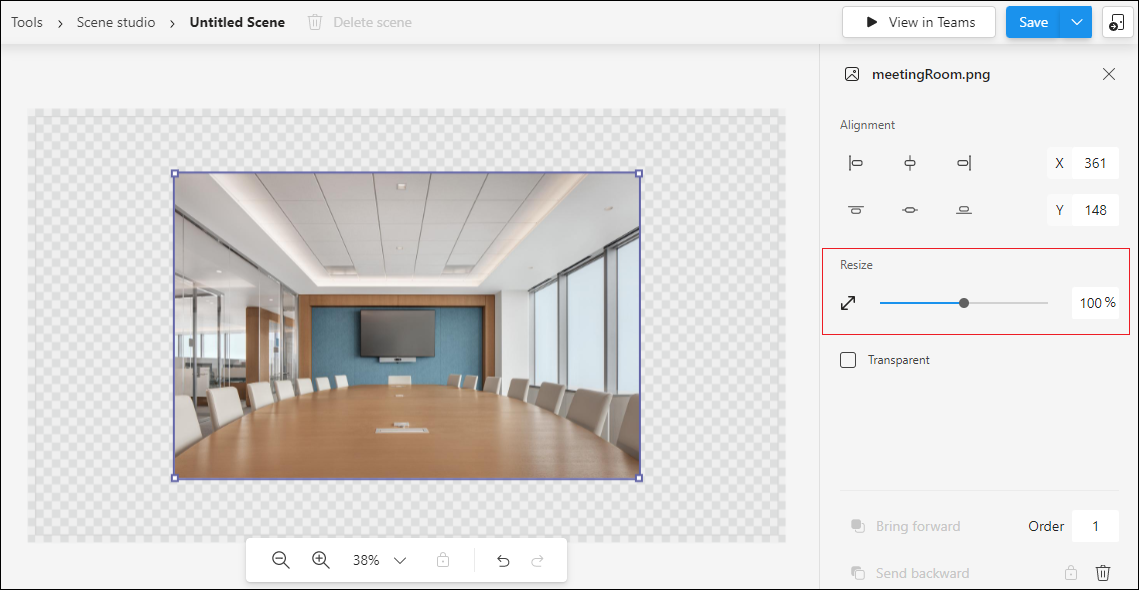 Tools > Scene studio > Untitled Scene Delete scene View in Teams Save
meetingRoom.png
Alignment
X 361
Y 148
Resize
100 %
Transparent
Bring forward Order 1
38%
Send backward